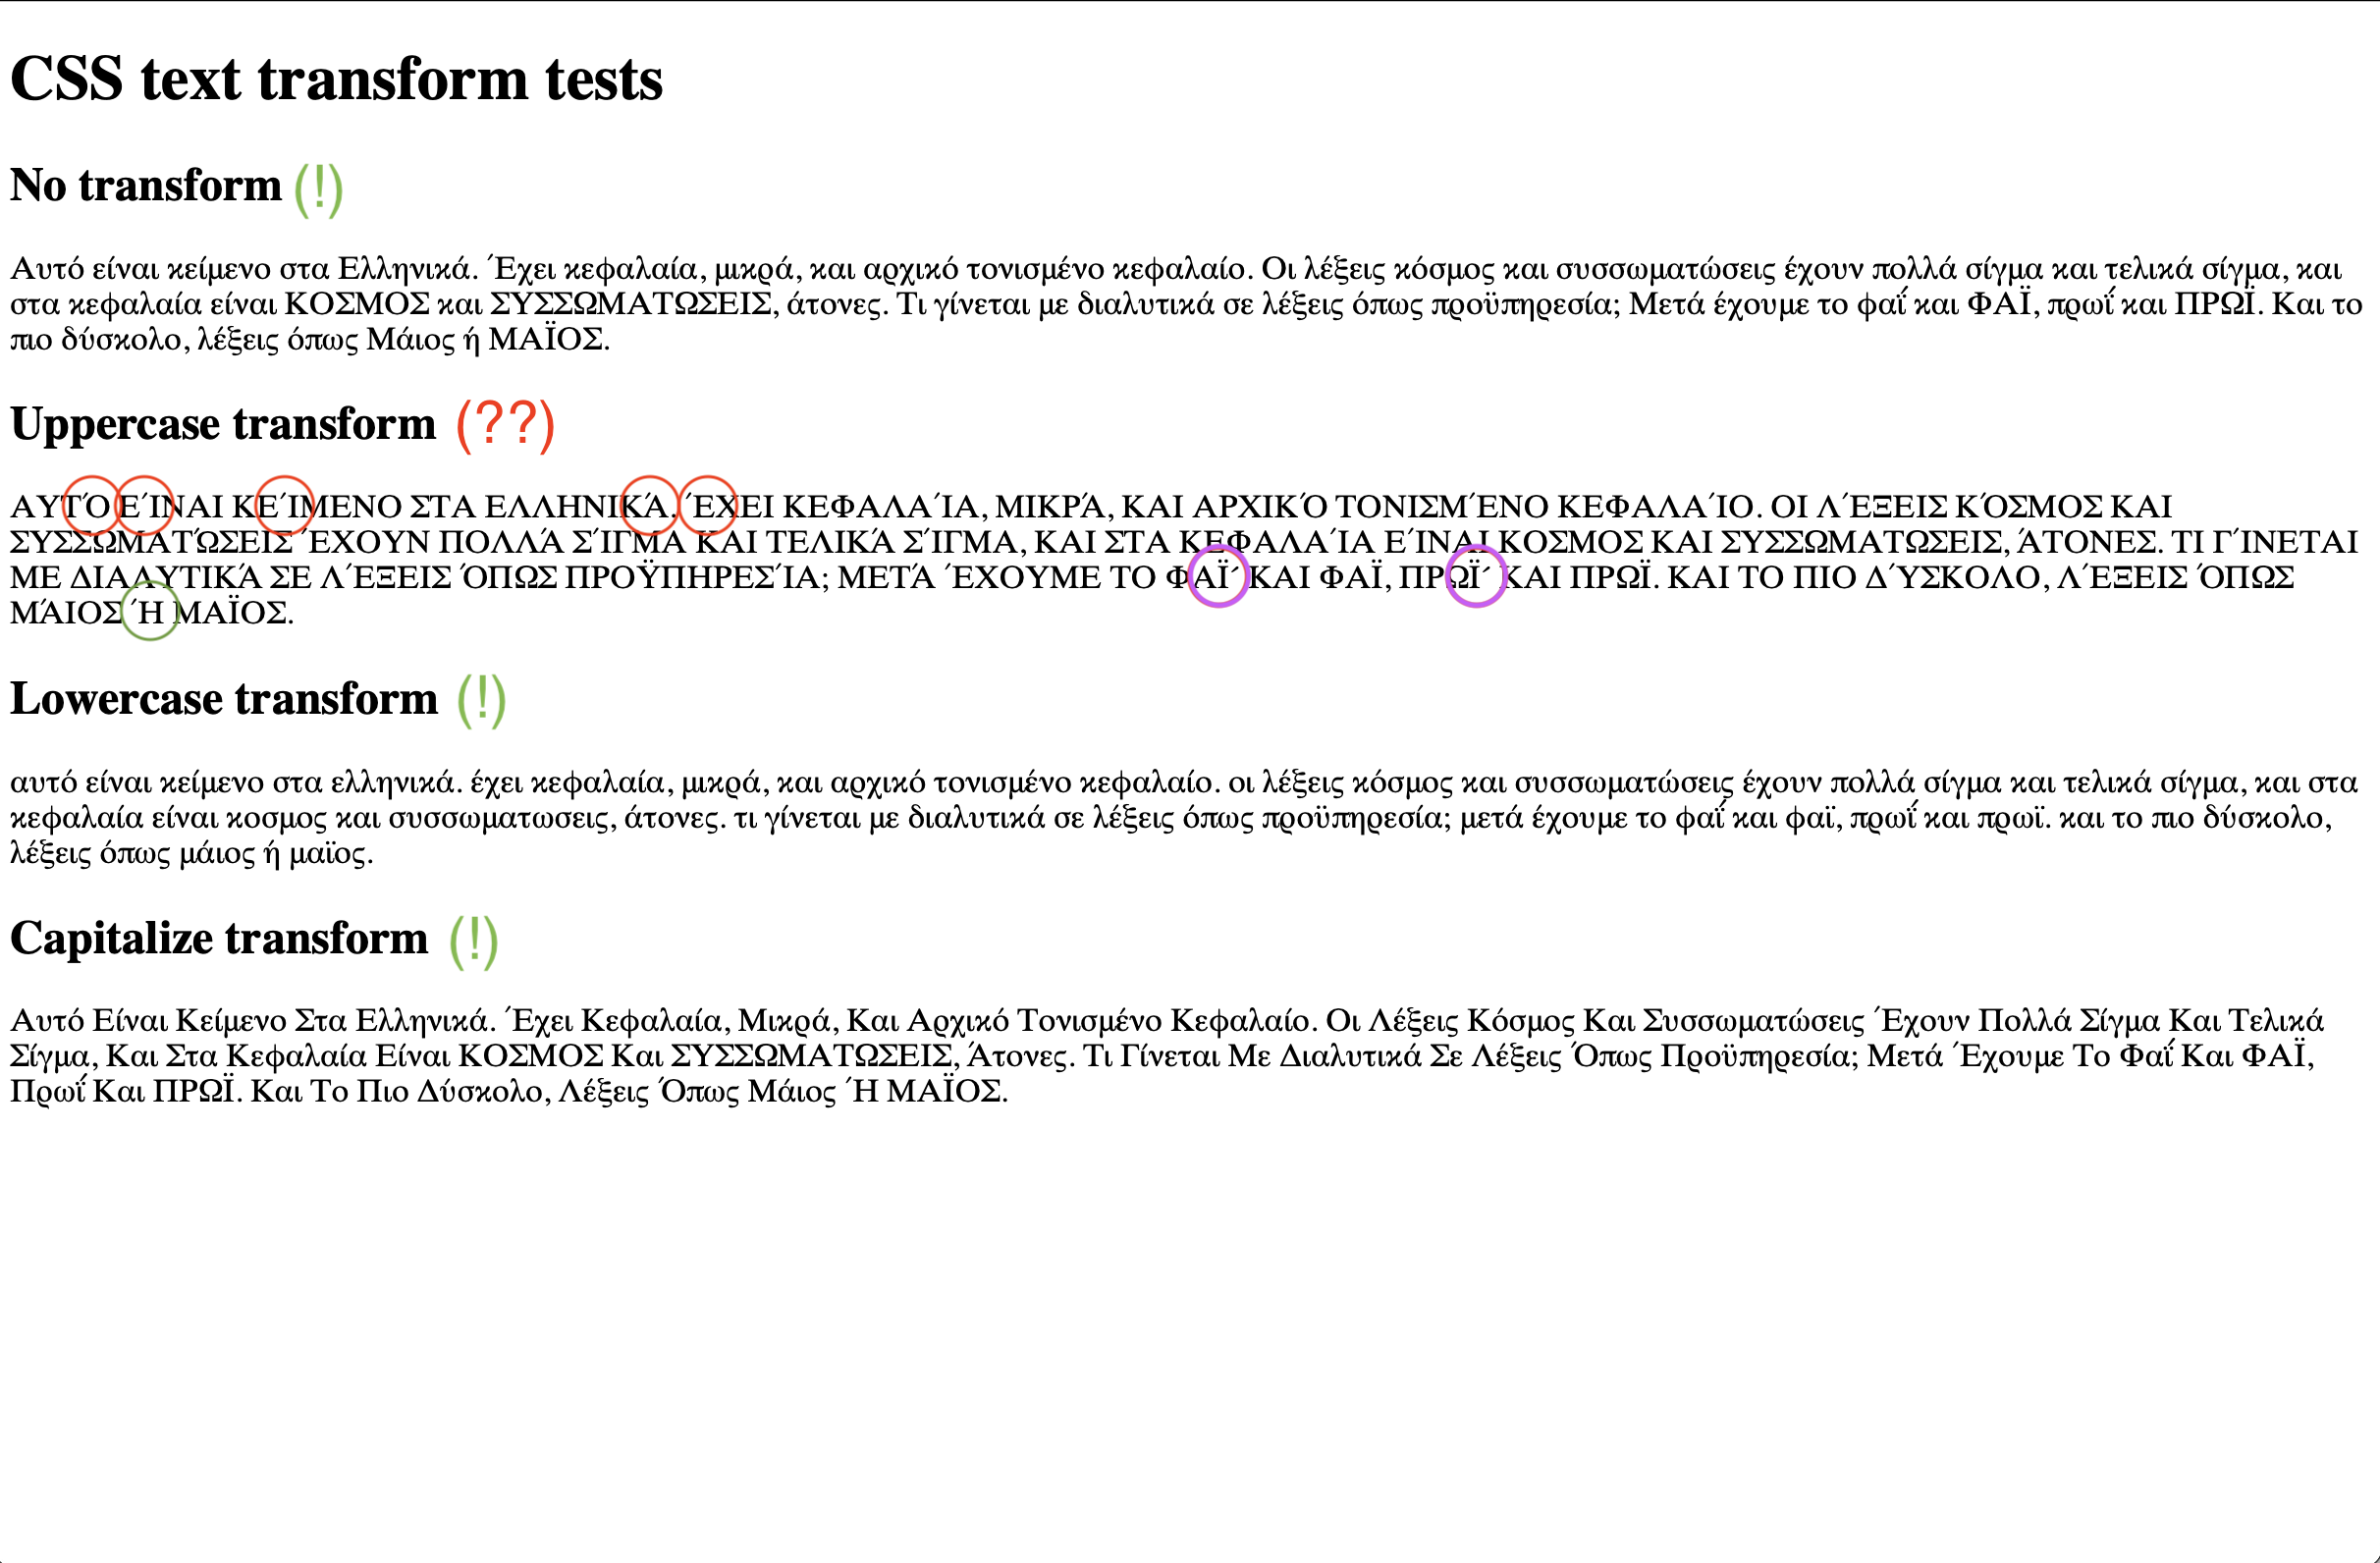 CSS text transform tests
No transform (!)
Αυτό είναι κείμενο στα Ελληνικά. Έχει κεφαλαία, μικρά, και αρχικό τονισμένο κεφαλαίο. Οι λέξεις κόσμος και συσσωματώσεις έχουν πολλά σίγμα και τελικά σίγμα, και
στα κεφαλαία είναι ΚΟΣΜΟΣ και ΣΥΣΣΩΜΑΤΩΣΕΙΣ, άτονες. Τι γίνεται με διαλυτικά σε λέξεις όπως προϋπηρεσία; Μετά έχουμε το φαΐ και ΦΑΪ, πρωΐ και ΠΡΩΪ. Και το
πιο δύσκολο, λέξεις όπως Μάιος ή ΜΑΪΟΣ.
Uppercase transform (??)
ΑΥΤΌ ΕΊΝΑΙ ΚΕΊΜΕΝΟ ΣΤΑ ΕΛΛΗΝΙΚΆ. ΈΧΕΙ ΚΕΦΑΛΑΊΑ, ΜΙΚΡΆ, ΚΑΙ ΑΡΧΙΚΌ ΤΟΝΙΣΜΈΝΟ ΚΕΦΑΛΑΊΟ. ΟΙ ΛΈΞΕΙΣ ΚΌΣΜΟΣ ΚΑΙ
ΣΥΣΣΩΜΑΤΏΣΕΙΣ ΈΧΟΥΝ ΠΟΛΛΆ ΣΊΓΜΑ ΚΑΙ ΤΕΛΙΚΆ ΣΊΓΜΑ, ΚΑΙ ΣΤΑ ΚΕΦΑΛΑΊΑ ΕΊΝΑΙ ΚΟΣΜΟΣ ΚΑΙ ΣΥΣΣΩΜΑΤΩΣΕΙΣ, ΆΤΟΝΕΣ. ΤΙ ΓΊΝΕΤΑΙ
ΜΕ ΔΙΑΛΥΤΙΚΆ ΣΕ ΛΈΞΕΙΣ ΌΠΩΣ ΠΡΟΫΠΗΡΕΣΊΑ; ΜΕΤΆ ΈΧΟΥΜΕ ΤΟ ΦΑΪ́ ΚΑΙ ΦΑΪ, ΠΡΩΪ́ ΚΑΙ ΠΡΩΪ. ΚΑΙ ΤΟ ΠΙΟ ΔΎΣΚΟΛΟ, ΛΈΞΕΙΣ ΌΠΩΣ
ΜΆΙΟΣ Ή ΜΑΪΟΣ.
Lowercase transform (!)
αυτό είναι κείμενο στα ελληνικά. έχει κεφαλαία, μικρά, και αρχικό τονισμένο κεφαλαίο. οι λέξεις κόσμος και συσσωματώσεις έχουν πολλά σίγμα και τελικά σίγμα, και στα
κεφαλαία είναι κοσμος και συσσωματωσεις, άτονες. τι γίνεται με διαλυτικά σε λέξεις όπως προϋπηρεσία; μετά έχουμε το φαΐ και φαϊ, πρωΐ και πρωϊ. και το πιο δύσκολο,
λέξεις όπως μάιος ή μαϊος.
Capitalize transform (!)
Αυτό Είναι Κείμενο Στα Ελληνικά. Έχει Κεφαλαία, Μικρά, Και Αρχικό Τονισμένο Κεφαλαίο. Οι Λέξεις Κόσμος Και Συσσωματώσεις Έχουν Πολλά Σίγμα Και Τελικά
Σίγμα, Και Στα Κεφαλαία Είναι ΚΟΣΜΟΣ Και ΣΥΣΣΩΜΑΤΩΣΕΙΣ, Άτονες. Τι Γίνεται Με Διαλυτικά Σε Λέξεις Όπως Προϋπηρεσία; Μετά Έχουμε Το Φαΐ Και ΦΑΪ,
Πρωΐ Και ΠΡΩΪ. Και Το Πιο Δύσκολο, Λέξεις Όπως Μάιος Ή ΜΑΪΟΣ.